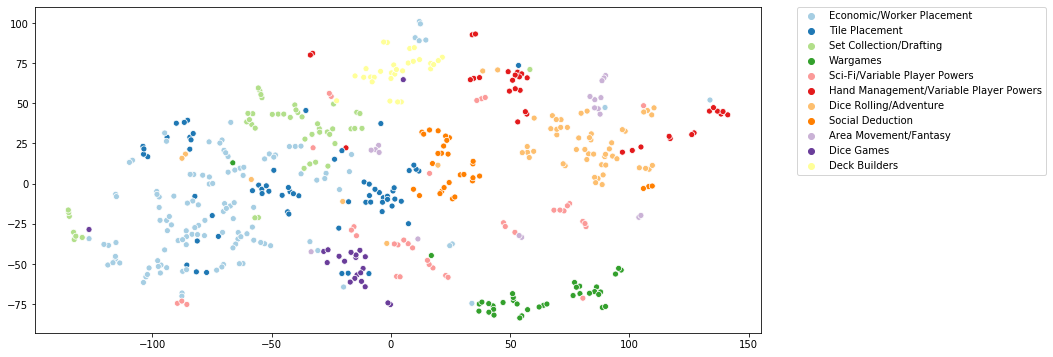 100
75
50
25
0
−25
−50
−75
−100
−50
0
50
100
150
Economic/Worker Placement
Tile Placement
Set Collection/Drafting
Wargames
Sci-Fi/Variable Player Powers
Hand Management/Variable Player Powers
Dice Rolling/Adventure
Social Deduction
Area Movement/Fantasy
Dice Games
Deck Builders